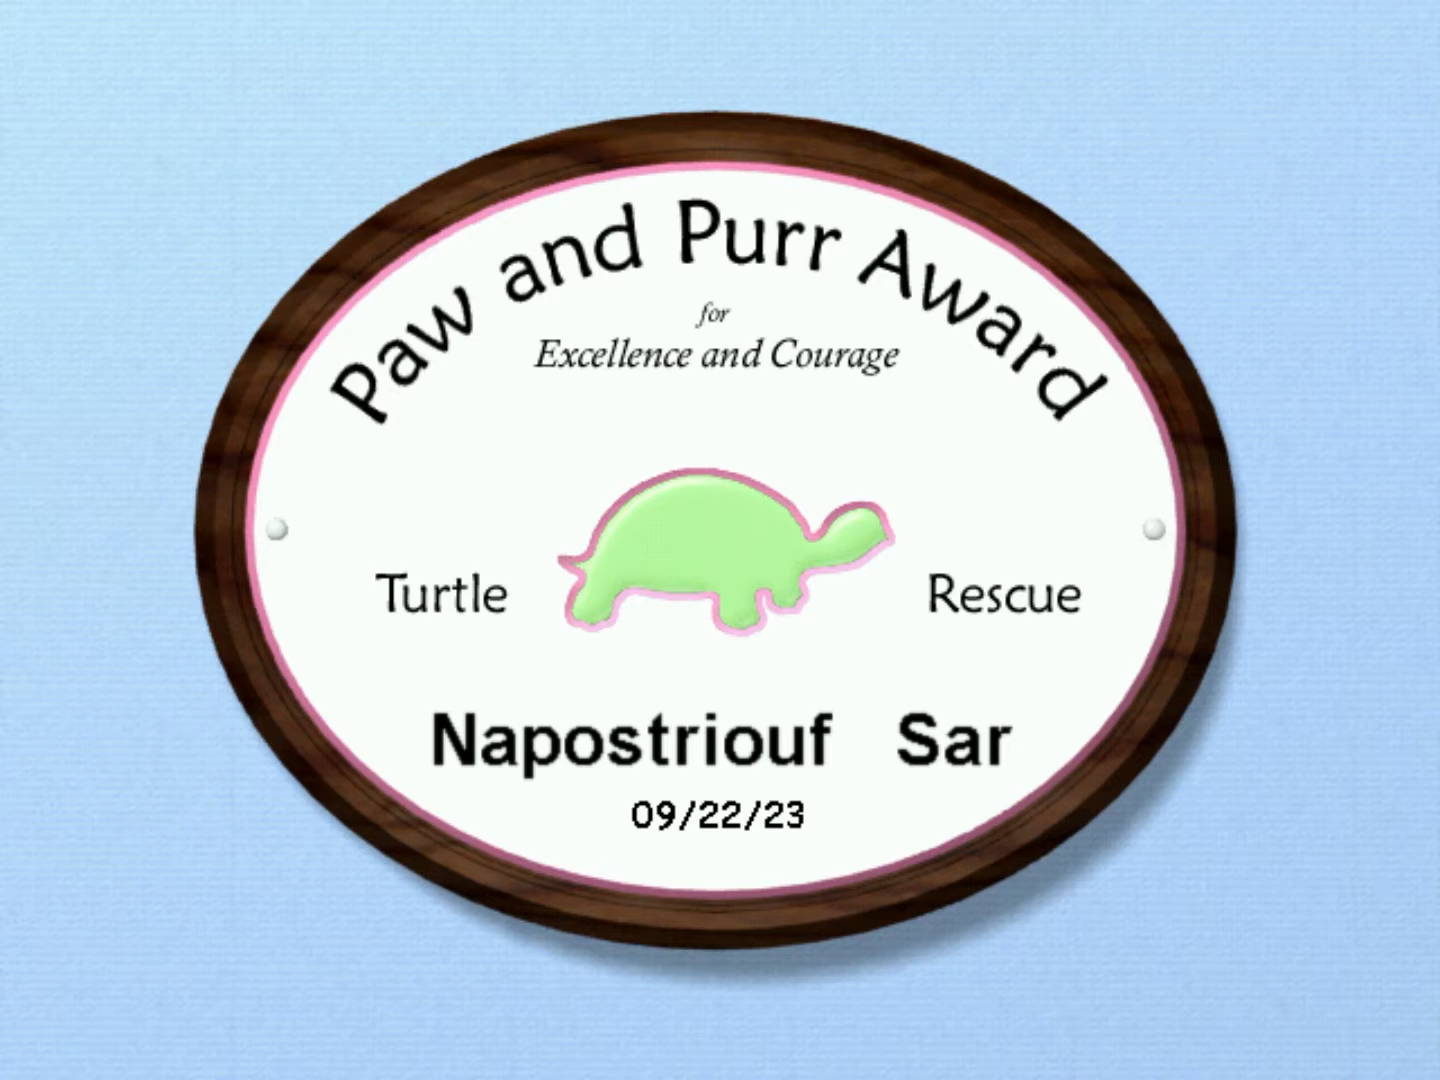 Paw and Purr Award
for
Excellence and Courage
Turtle Rescue
Napostriouf Sar
09/22/23